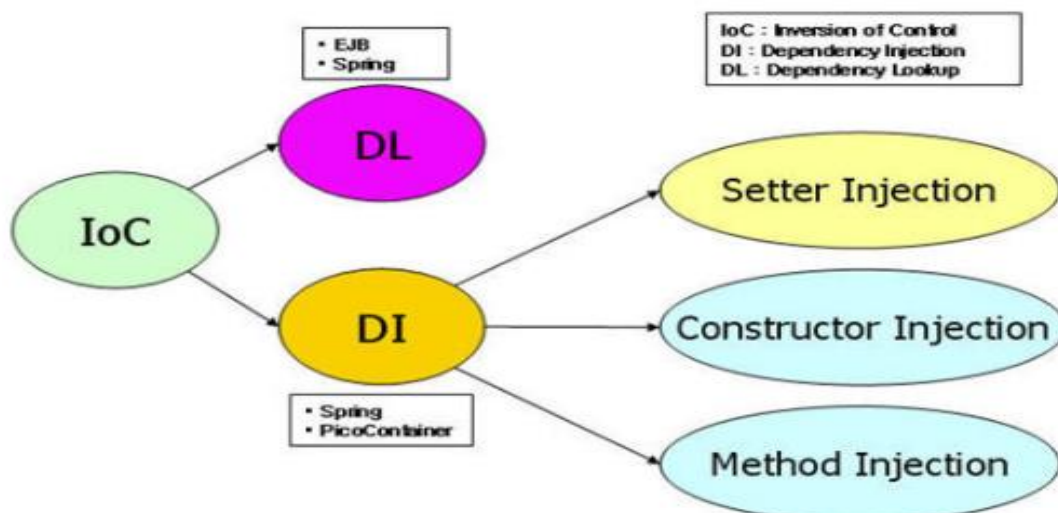 • EJB
• Spring
IoC : Inversion of Control
DI : Dependency Injection
DL : Dependency Lookup
DL
Setter Injection
IoC
DI
Constructor Injection
• Spring
• PicoContainer
Method Injection